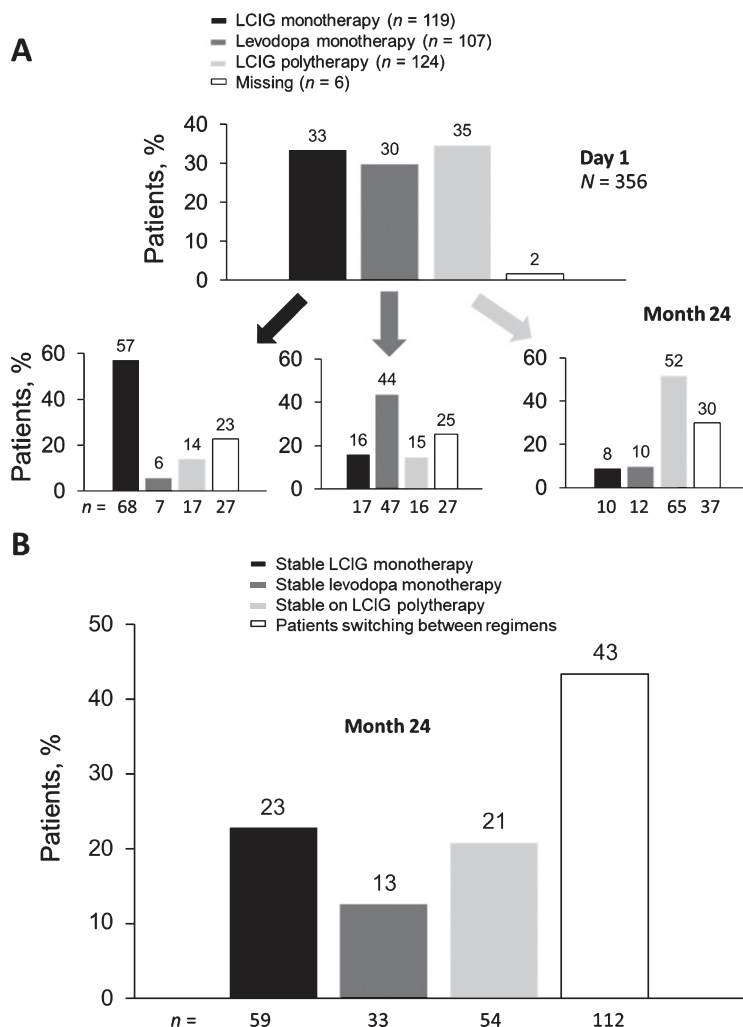 A
LCIG monotherapy (n = 119)
Levodopa monotherapy (n = 107)
LCIG polytherapy (n = 124)
Missing (n = 6)
Patients, %
40
30
20
10
0
33
30
35
2
Day 1
N = 356
Month 24
Patients, %
60
40
20
0
57
6
14
23
n = 68 7 17 27
60
40
20
0
16
44
15
25
17 47 16 27
60
40
20
0
8
10
52
30
10 12 65 37
B
Stable LCIG monotherapy
Stable levodopa monotherapy
Stable on LCIG polytherapy
Patients switching between regimens
Month 24
Patients, %
50
40
30
20
10
0
23
13
21
43
n = 59 33 54 112